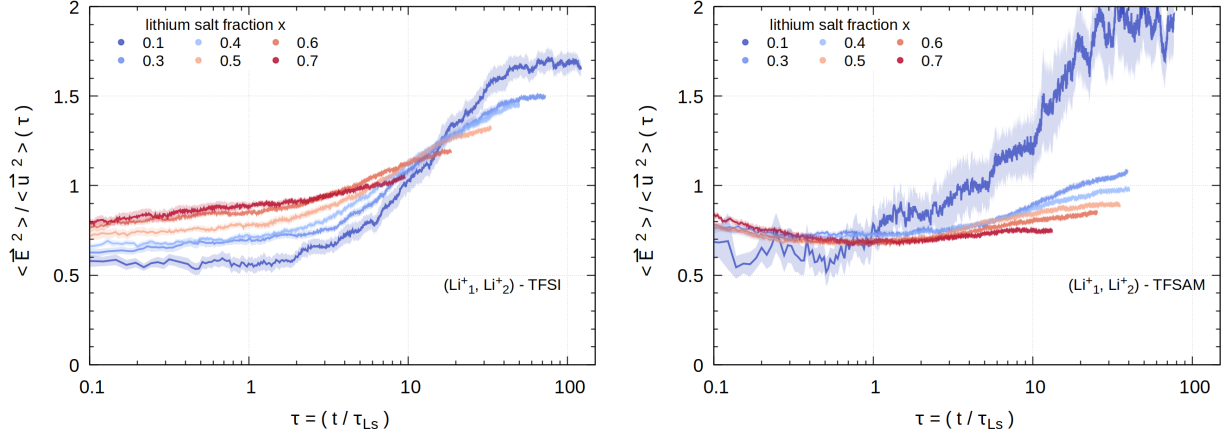 lithium salt fraction x
0.1 0.4 0.6
0.3 0.5 0.7
2
1.5
1
0.5
0
0.1 1 10 100
< E⃗ ² > / < u⃗ ² > ( τ )
τ = ( t / τLs )
(Li⁺₁, Li⁺₂) - TFSI
lithium salt fraction x
0.1 0.4 0.6
0.3 0.5 0.7
2
1.5
1
0.5
0
0.1 1 10 100
< E⃗ ² > / < u⃗ ² > ( τ )
τ = ( t / τLs )
(Li⁺₁, Li⁺₂) - TFSAM